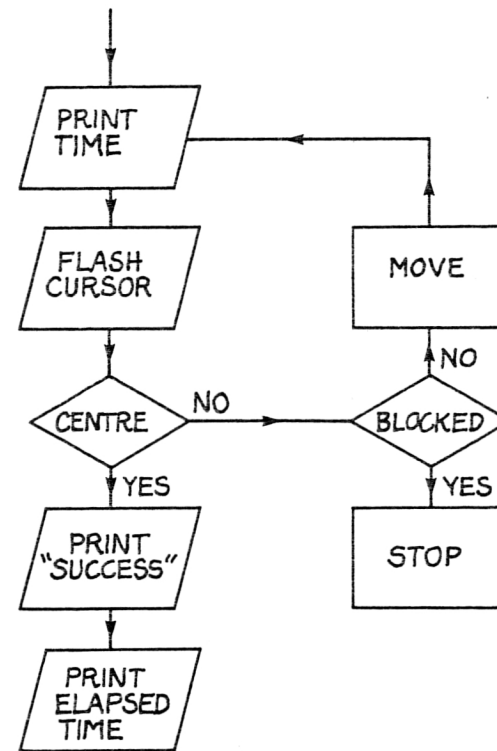 PRINT
TIME
FLASH
CURSOR
MOVE
NO
CENTRE
NO
BLOCKED
YES
YES
PRINT
"SUCCESS"
STOP
PRINT
ELAPSED
TIME